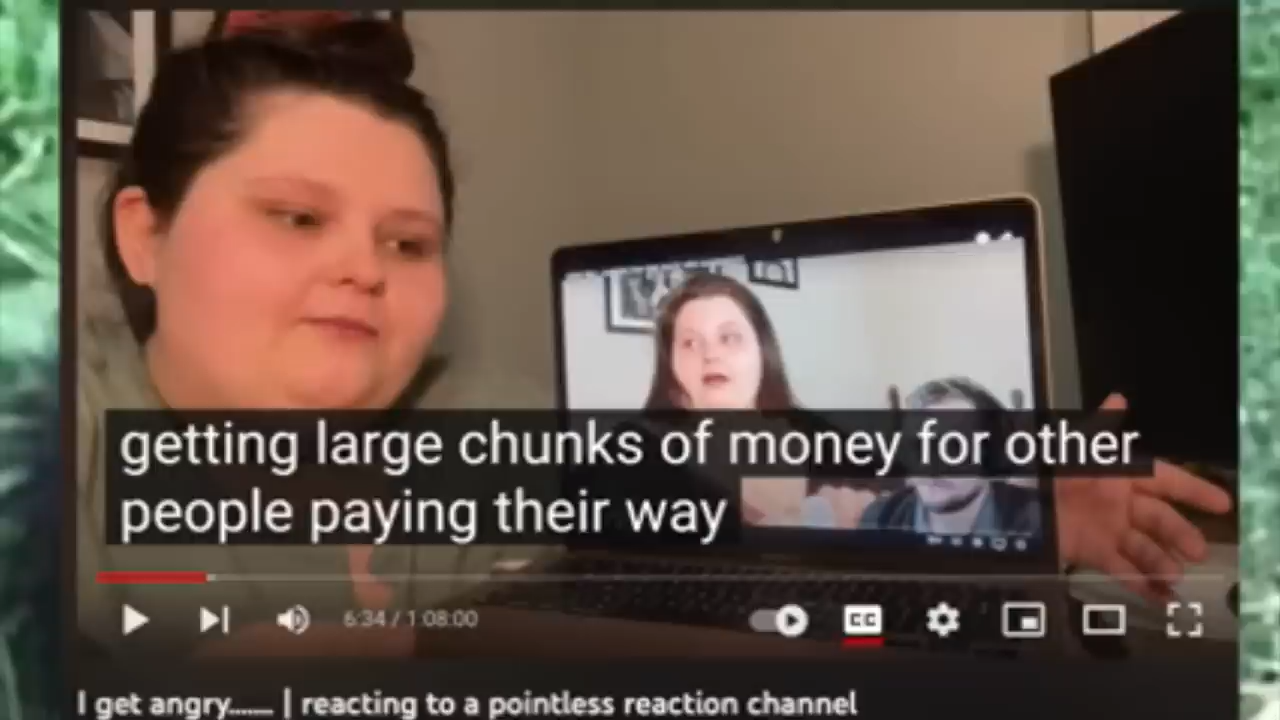 getting large chunks of money for other
people paying their way
6:34 / 1:08:00
CC
I get angry...... | reacting to a pointless reaction channel